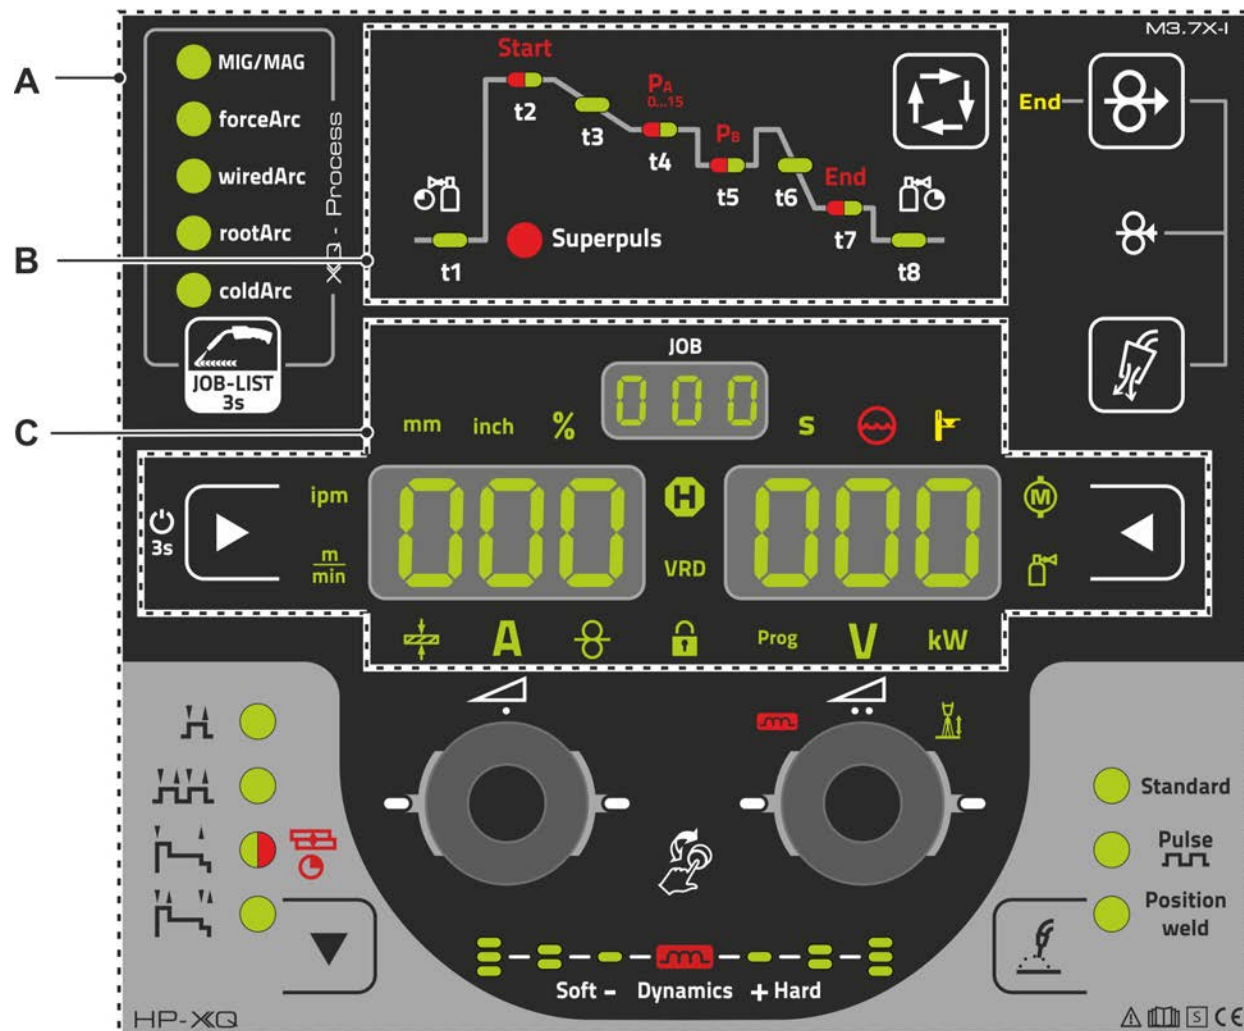 M3.7X-I
A
MIG/MAG
forceArc
wiredArc
rootArc
coldArc
XQ - Process
JOB-LIST
3s
B
Start
t2
t3
PA
0...15
t4
PB
t5
t6
End
t7
t1
Superpuls
t8
End
C
JOB
000
mm inch % S
ipm
m
min
3s
000
H
VRD
000
M
A Prog V kW
Standard
Pulse
Position
weld
Soft - Dynamics + Hard
HP-XQ
S CE